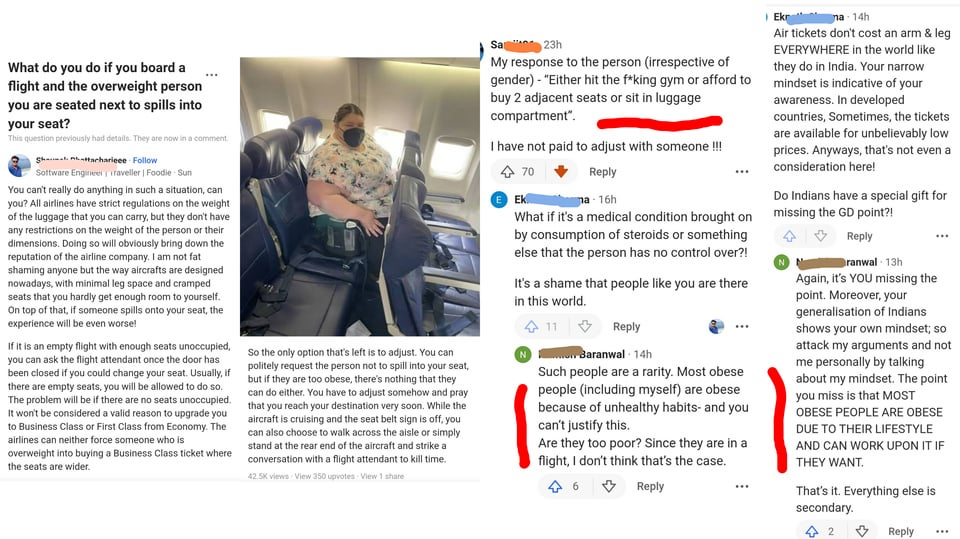 What do you do if you board a
flight and the overweight person
you are seated next to spills into
your seat?
This question previously had details. They are now in a comment.
Follow
Software Engineer | Traveller | Foodie · Sun
You can't really do anything in such a situation, can
you? All airlines have strict regulations on the weight
of the luggage that you can carry, but they don't have
any restrictions on the weight of the person or their
dimensions. Doing so will obviously bring down the
reputation of the airline company. I am not fat
shaming anyone but the way aircrafts are designed
nowadays, with minimal leg space and cramped
seats that you hardly get enough room to yourself.
On top of that, if someone spills onto your seat, the
experience will be even worse!
If it is an empty flight with enough seats unoccupied,
you can ask the flight attendant once the door has
been closed if you could change your seat. Usually, if
there are empty seats, you will be allowed to do so.
The problem will be if there are no seats unoccupied.
It won't be considered a valid reason to upgrade you
to Business Class or First Class from Economy. The
airlines can neither force someone who is
overweight into buying a Business Class ticket where
the seats are wider.
So the only option that's left is to adjust. You can
politely request the person not to spill into your seat,
but if they are too obese, there's nothing that they
can do either. You have to adjust somehow and pray
that you reach your destination very soon. While the
aircraft is cruising and the seat belt sign is off, you
can also choose to walk across the aisle or simply
stand at the rear end of the aircraft and strike a
conversation with a flight attendant to kill time.
42.5K views · View 350 upvotes · View 1 share
23h
My response to the person (irrespective of
gender) - "Either hit the f*king gym or afford to
buy 2 adjacent seats or sit in luggage
compartment".
I have not paid to adjust with someone !!!
70 Reply
E
16h
What if it's a medical condition brought on
by consumption of steroids or something
else that the person has no control over?!
It's a shame that people like you are there
in this world.
11 Reply
N Baranwal · 14h
Such people are a rarity. Most obese
people (including myself) are obese
because of unhealthy habits- and you
can't justify this.
Are they too poor? Since they are in a
flight, I don't think that's the case.
6 Reply
14h
Air tickets don't cost an arm & leg
EVERYWHERE in the world like
they do in India. Your narrow
mindset is indicative of your
awareness. In developed
countries, Sometimes, the tickets
are available for unbelievably low
prices. Anyways, that's not even a
consideration here!
Do Indians have a special gift for
missing the GD point?!
Reply
N ranwal · 13h
Again, it's YOU missing the
point. Moreover, your
generalisation of Indians
shows your own mindset; so
attack my arguments and not
me personally by talking
about my mindset. The point
you miss is that MOST
OBESE PEOPLE ARE OBESE
DUE TO THEIR LIFESTYLE
AND CAN WORK UPON IT IF
THEY WANT.
That's it. Everything else is
secondary.
2 Reply